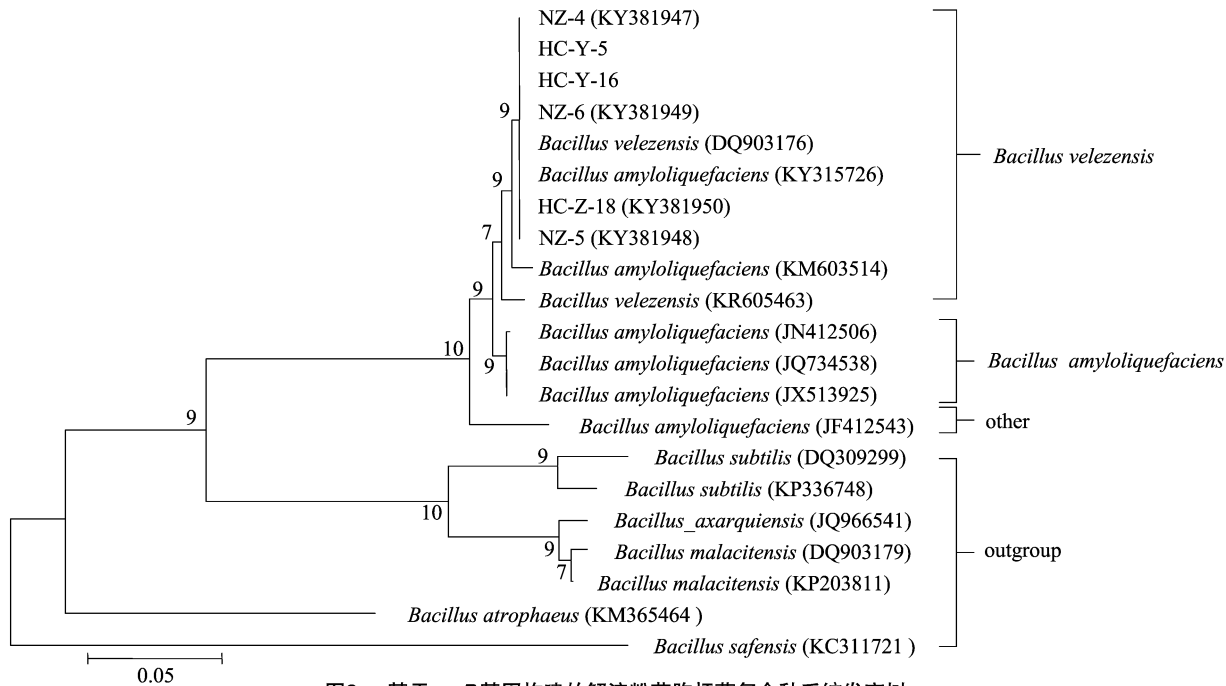 NZ-4 (KY381947)
HC-Y-5
HC-Y-16
9
NZ-6 (KY381949)
Bacillus velezensis (DQ903176)
Bacillus velezensis
9
Bacillus amyloliquefaciens (KY315726)
HC-Z-18 (KY381950)
7
NZ-5 (KY381948)
Bacillus amyloliquefaciens (KM603514)
9
Bacillus velezensis (KR605463)
Bacillus amyloliquefaciens (JN412506)
10
9
Bacillus amyloliquefaciens (JQ734538)
Bacillus amyloliquefaciens
Bacillus amyloliquefaciens (JX513925)
9
Bacillus amyloliquefaciens (JF412543)
other
9
Bacillus subtilis (DQ309299)
Bacillus subtilis (KP336748)
10
Bacillus_axarquiensis (JQ966541)
9
Bacillus malacitensis (DQ903179)
outgroup
7
Bacillus malacitensis (KP203811)
Bacillus atrophaeus (KM365464 )
Bacillus safensis (KC311721 )
0.05